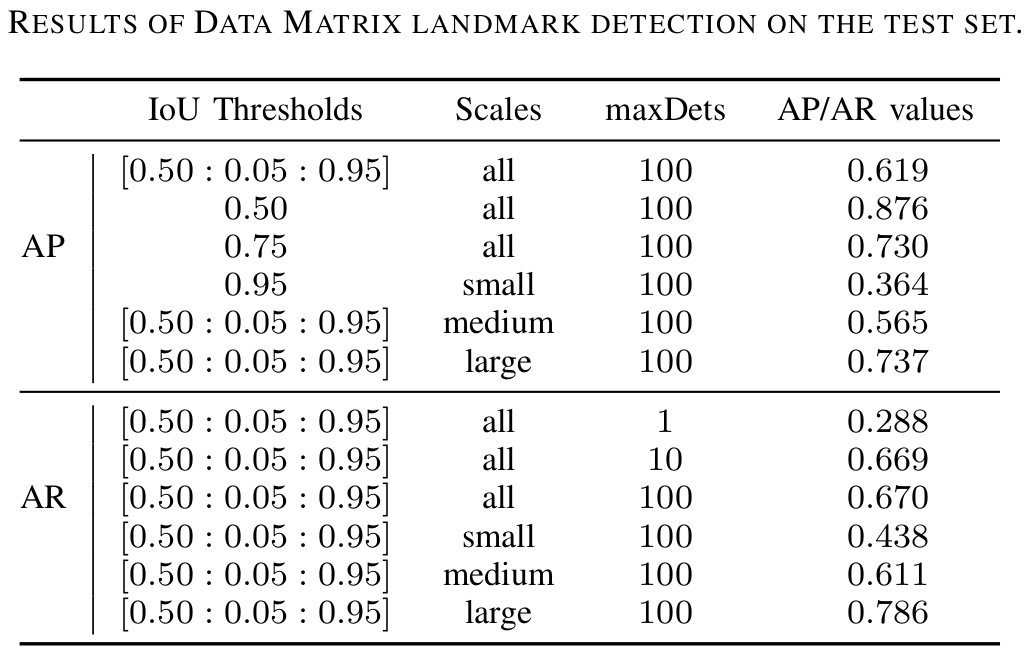 RESULTS OF DATA MATRIX LANDMARK DETECTION ON THE TEST SET.
IoU Thresholds Scales maxDets AP/AR values
[0.50 : 0.05 : 0.95] all 100 0.619
0.50 all 100 0.876
AP 0.75 all 100 0.730
0.95 small 100 0.364
[0.50 : 0.05 : 0.95] medium 100 0.565
[0.50 : 0.05 : 0.95] large 100 0.737
[0.50 : 0.05 : 0.95] all 1 0.288
[0.50 : 0.05 : 0.95] all 10 0.669
AR [0.50 : 0.05 : 0.95] all 100 0.670
[0.50 : 0.05 : 0.95] small 100 0.438
[0.50 : 0.05 : 0.95] medium 100 0.611
[0.50 : 0.05 : 0.95] large 100 0.786